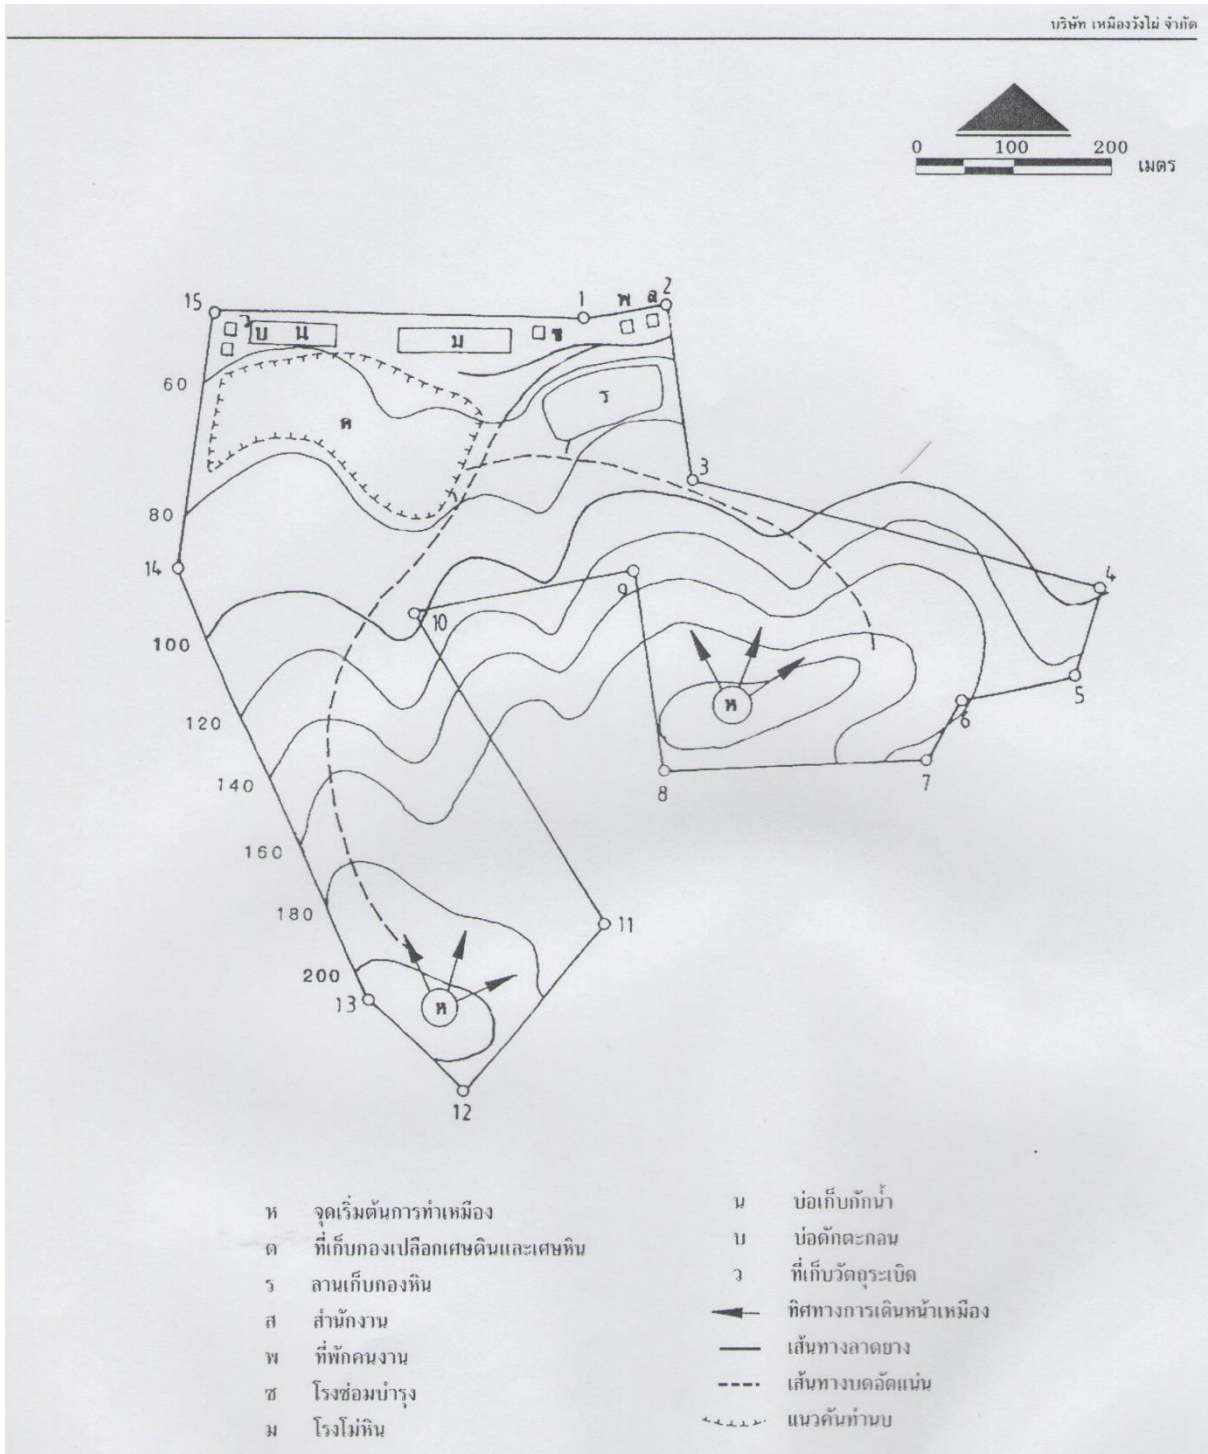 บริษัท เหมืองวังไผ่ จำกัด
0 100 200
เมตร
15 1 2
พ ส
ว บ น ม ซ
60
ร
ด
3
80
14
9 4
10
100
5
ห 6
120
7
140 8
160
180 11
200
13 ห
12
ห จุดเริ่มต้นการทำเหมือง
ด ที่เก็บกองเปลือกเศษดินและเศษหิน
ร ลานเก็บกองหิน
ส สำนักงาน
พ ที่พักคนงาน
ซ โรงซ่อมบำรุง
ม โรงโม่หิน
น บ่อเก็บกักน้ำ
บ บ่อดักตะกอน
ว ที่เก็บวัตถุระเบิด
ทิศทางการเดินหน้าเหมือง
เส้นทางลาดยาง
เส้นทางบดอัดแน่น
แนวคันทำนบ